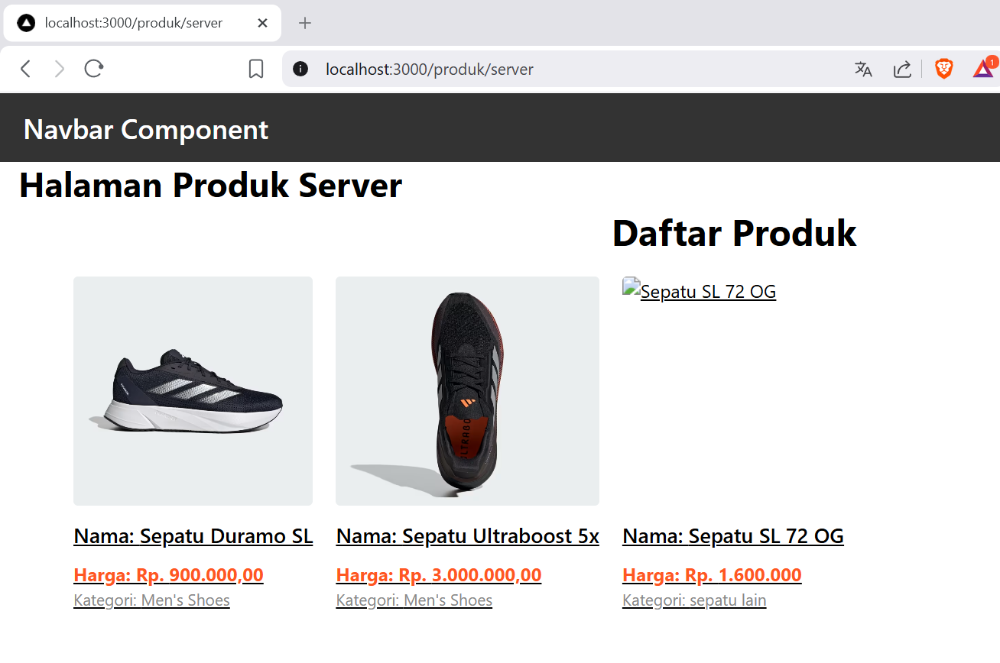 localhost:3000/produk/server
localhost:3000/produk/server
1
Navbar Component
Halaman Produk Server
Daftar Produk
Sepatu SL 72 OG
Nama: Sepatu Duramo SL
Harga: Rp. 900.000,00
Kategori: Men's Shoes
ULTRABO
Nama: Sepatu Ultraboost 5x
Harga: Rp. 3.000.000,00
Kategori: Men's Shoes
Nama: Sepatu SL 72 OG
Harga: Rp. 1.600.000
Kategori: sepatu lain